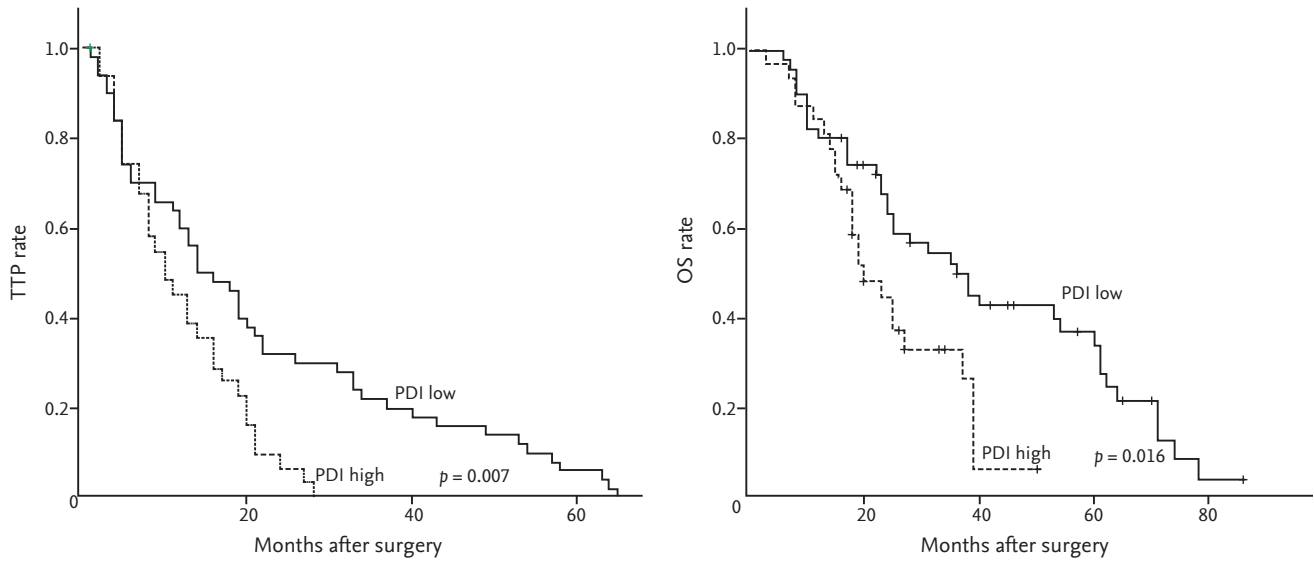 1.0
0.8
0.6
0.4
0.2
0
TTP rate
PDI low
PDI high
p = 0.007
20
40
60
Months after surgery
1.0
0.8
0.6
0.4
0.2
0
OS rate
PDI low
PDI high
p = 0.016
20
40
60
80
Months after surgery